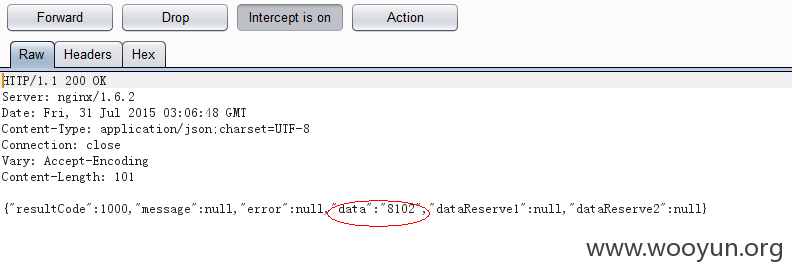 Forward Drop Intercept is on Action
Raw Headers Hex
HTTP/1.1 200 OK
Server: nginx/1.6.2
Date: Fri, 31 Jul 2015 03:06:48 GMT
Content-Type: application/json;charset=UTF-8
Connection: close
Vary: Accept-Encoding
Content-Length: 101
{"resultCode":1000,"message":null,"error":null,"data":"8102","dataReserve1":null,"dataReserve2":null}
www.wooyun.org